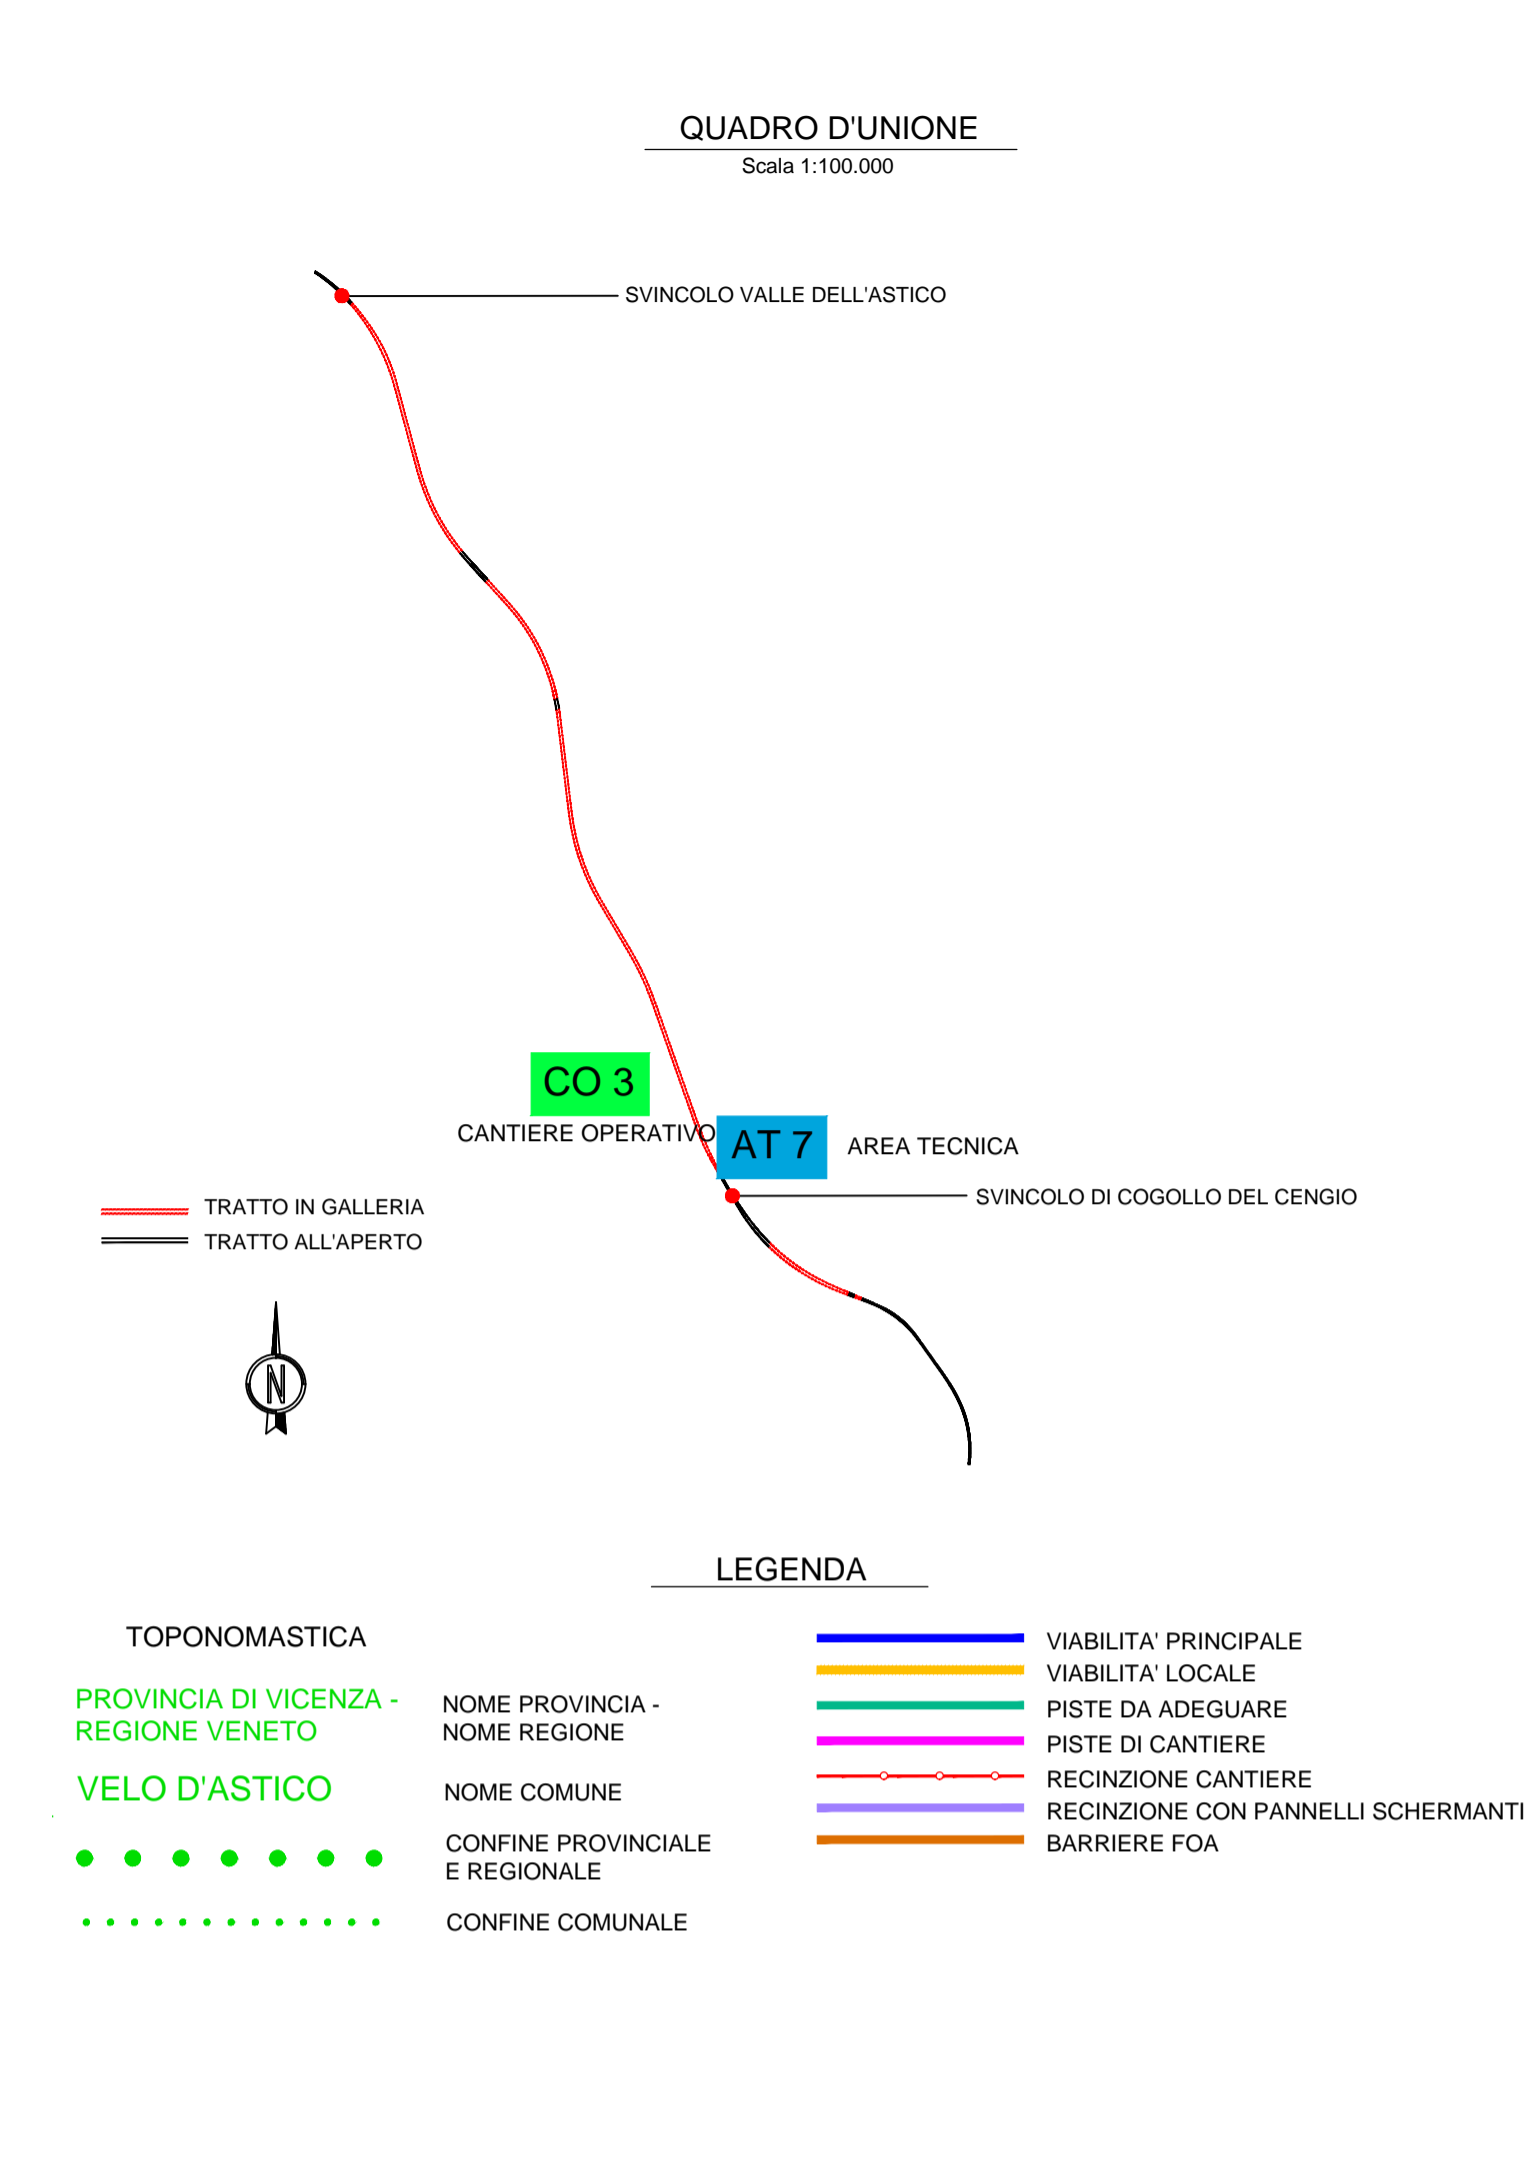 QUADRO D'UNIONE
Scala 1:100.000
SVINCOLO VALLE DELL'ASTICO
CO 3
CANTIERE OPERATIVO
AT 7
AREA TECNICA
SVINCOLO DI COGOLLO DEL CENGIO
TRATTO IN GALLERIA
TRATTO ALL'APERTO
N
LEGENDA
TOPONOMASTICA
PROVINCIA DI VICENZA -
REGIONE VENETO
NOME PROVINCIA -
NOME REGIONE
VELO D'ASTICO
NOME COMUNE
CONFINE PROVINCIALE
E REGIONALE
CONFINE COMUNALE
VIABILITA' PRINCIPALE
VIABILITA' LOCALE
PISTE DA ADEGUARE
PISTE DI CANTIERE
RECINZIONE CANTIERE
RECINZIONE CON PANNELLI SCHERMANTI
BARRIERE FOA